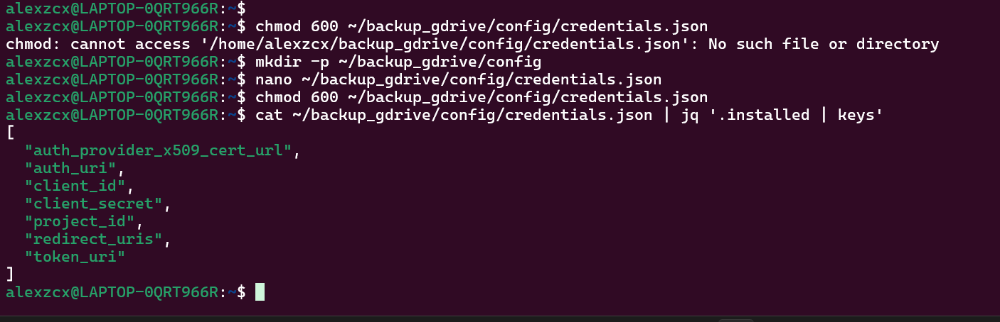 alexzcx@LAPTOP-0QRT966R:~$
alexzcx@LAPTOP-0QRT966R:~$ chmod 600 ~/backup_gdrive/config/credentials.json
chmod: cannot access '/home/alexzcx/backup_gdrive/config/credentials.json': No such file or directory
alexzcx@LAPTOP-0QRT966R:~$ mkdir -p ~/backup_gdrive/config
alexzcx@LAPTOP-0QRT966R:~$ nano ~/backup_gdrive/config/credentials.json
alexzcx@LAPTOP-0QRT966R:~$ chmod 600 ~/backup_gdrive/config/credentials.json
alexzcx@LAPTOP-0QRT966R:~$ cat ~/backup_gdrive/config/credentials.json | jq '.installed | keys'
[
  "auth_provider_x509_cert_url",
  "auth_uri",
  "client_id",
  "client_secret",
  "project_id",
  "redirect_uris",
  "token_uri"
]
alexzcx@LAPTOP-0QRT966R:~$